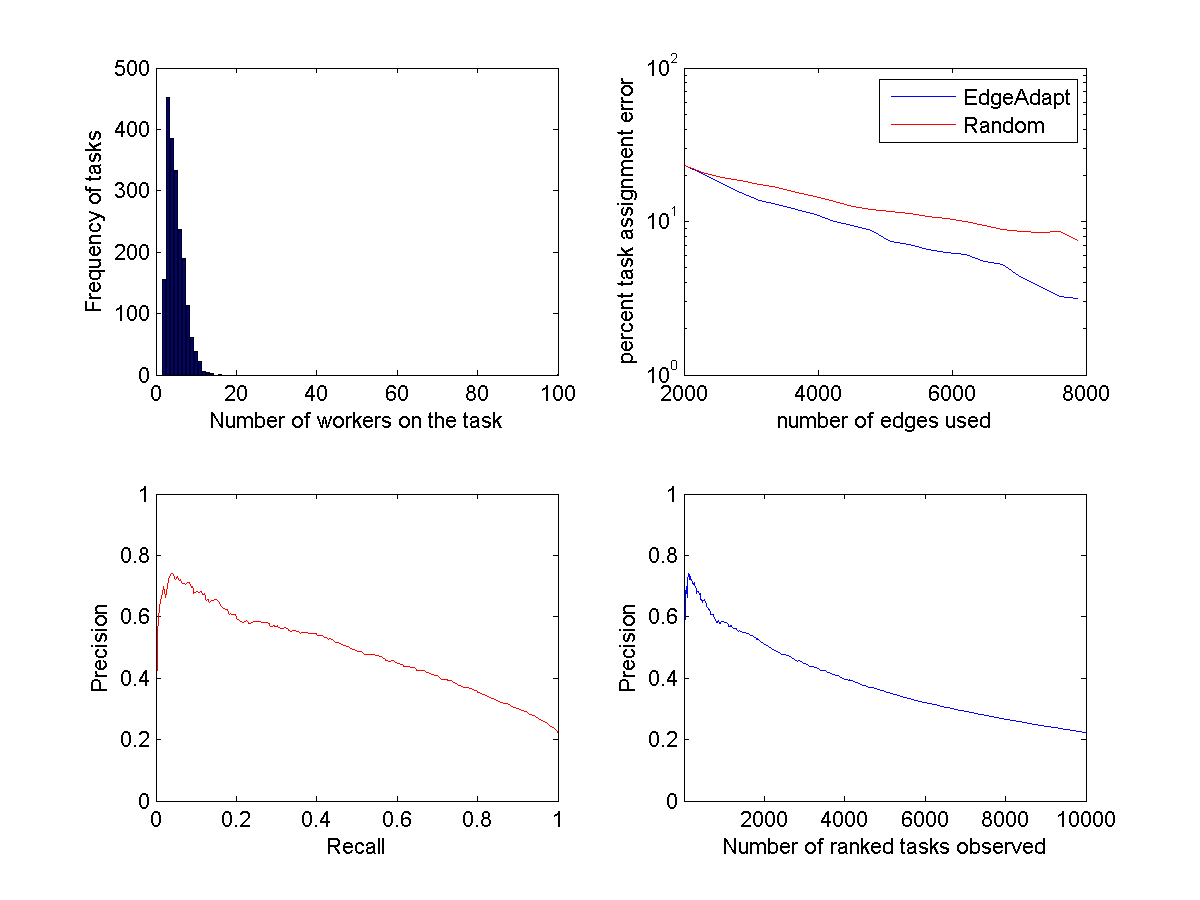 500
400
300
200
100
0
0 20 40 60 80 100
Frequency of tasks
Number of workers on the task
10^2
10^1
10^0
2000 4000 6000 8000
percent task assignment error
number of edges used
EdgeAdapt
Random
1
0.8
0.6
0.4
0.2
0
0 0.2 0.4 0.6 0.8 1
Precision
Recall
1
0.8
0.6
0.4
0.2
0
2000 4000 6000 8000 10000
Precision
Number of ranked tasks observed